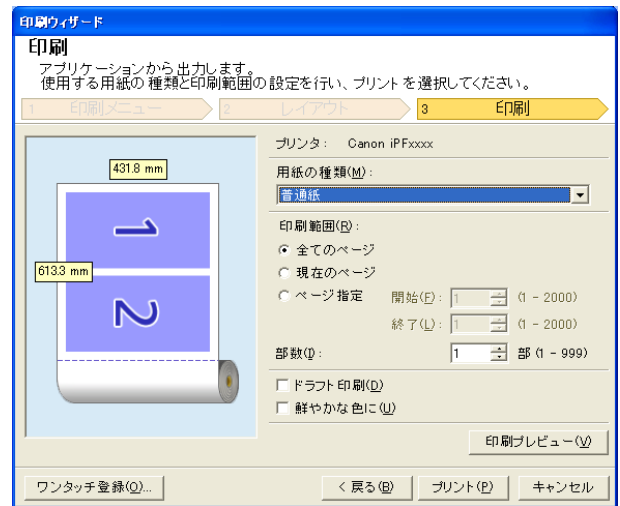 印刷ウィザード
印刷
アプリケーションから出力します。
使用する用紙の種類と印刷範囲の設定を行い、プリントを選択してください。
1 印刷メニュー 2 レイアウト 3 印刷
プリンタ: Canon iPFxxxx
431.8 mm
用紙の種類(M):
普通紙
1
印刷範囲(R):
全てのページ
613.3 mm
現在のページ
ページ指定 開始(F): 1 (1 - 2000)
2
終了(L): 1 (1 - 2000)
部数(I): 1 部 (1 - 999)
ドラフト印刷(D)
鮮やかな色に(U)
印刷プレビュー(V)
ワンタッチ登録(O)... < 戻る(B) プリント(P) キャンセル